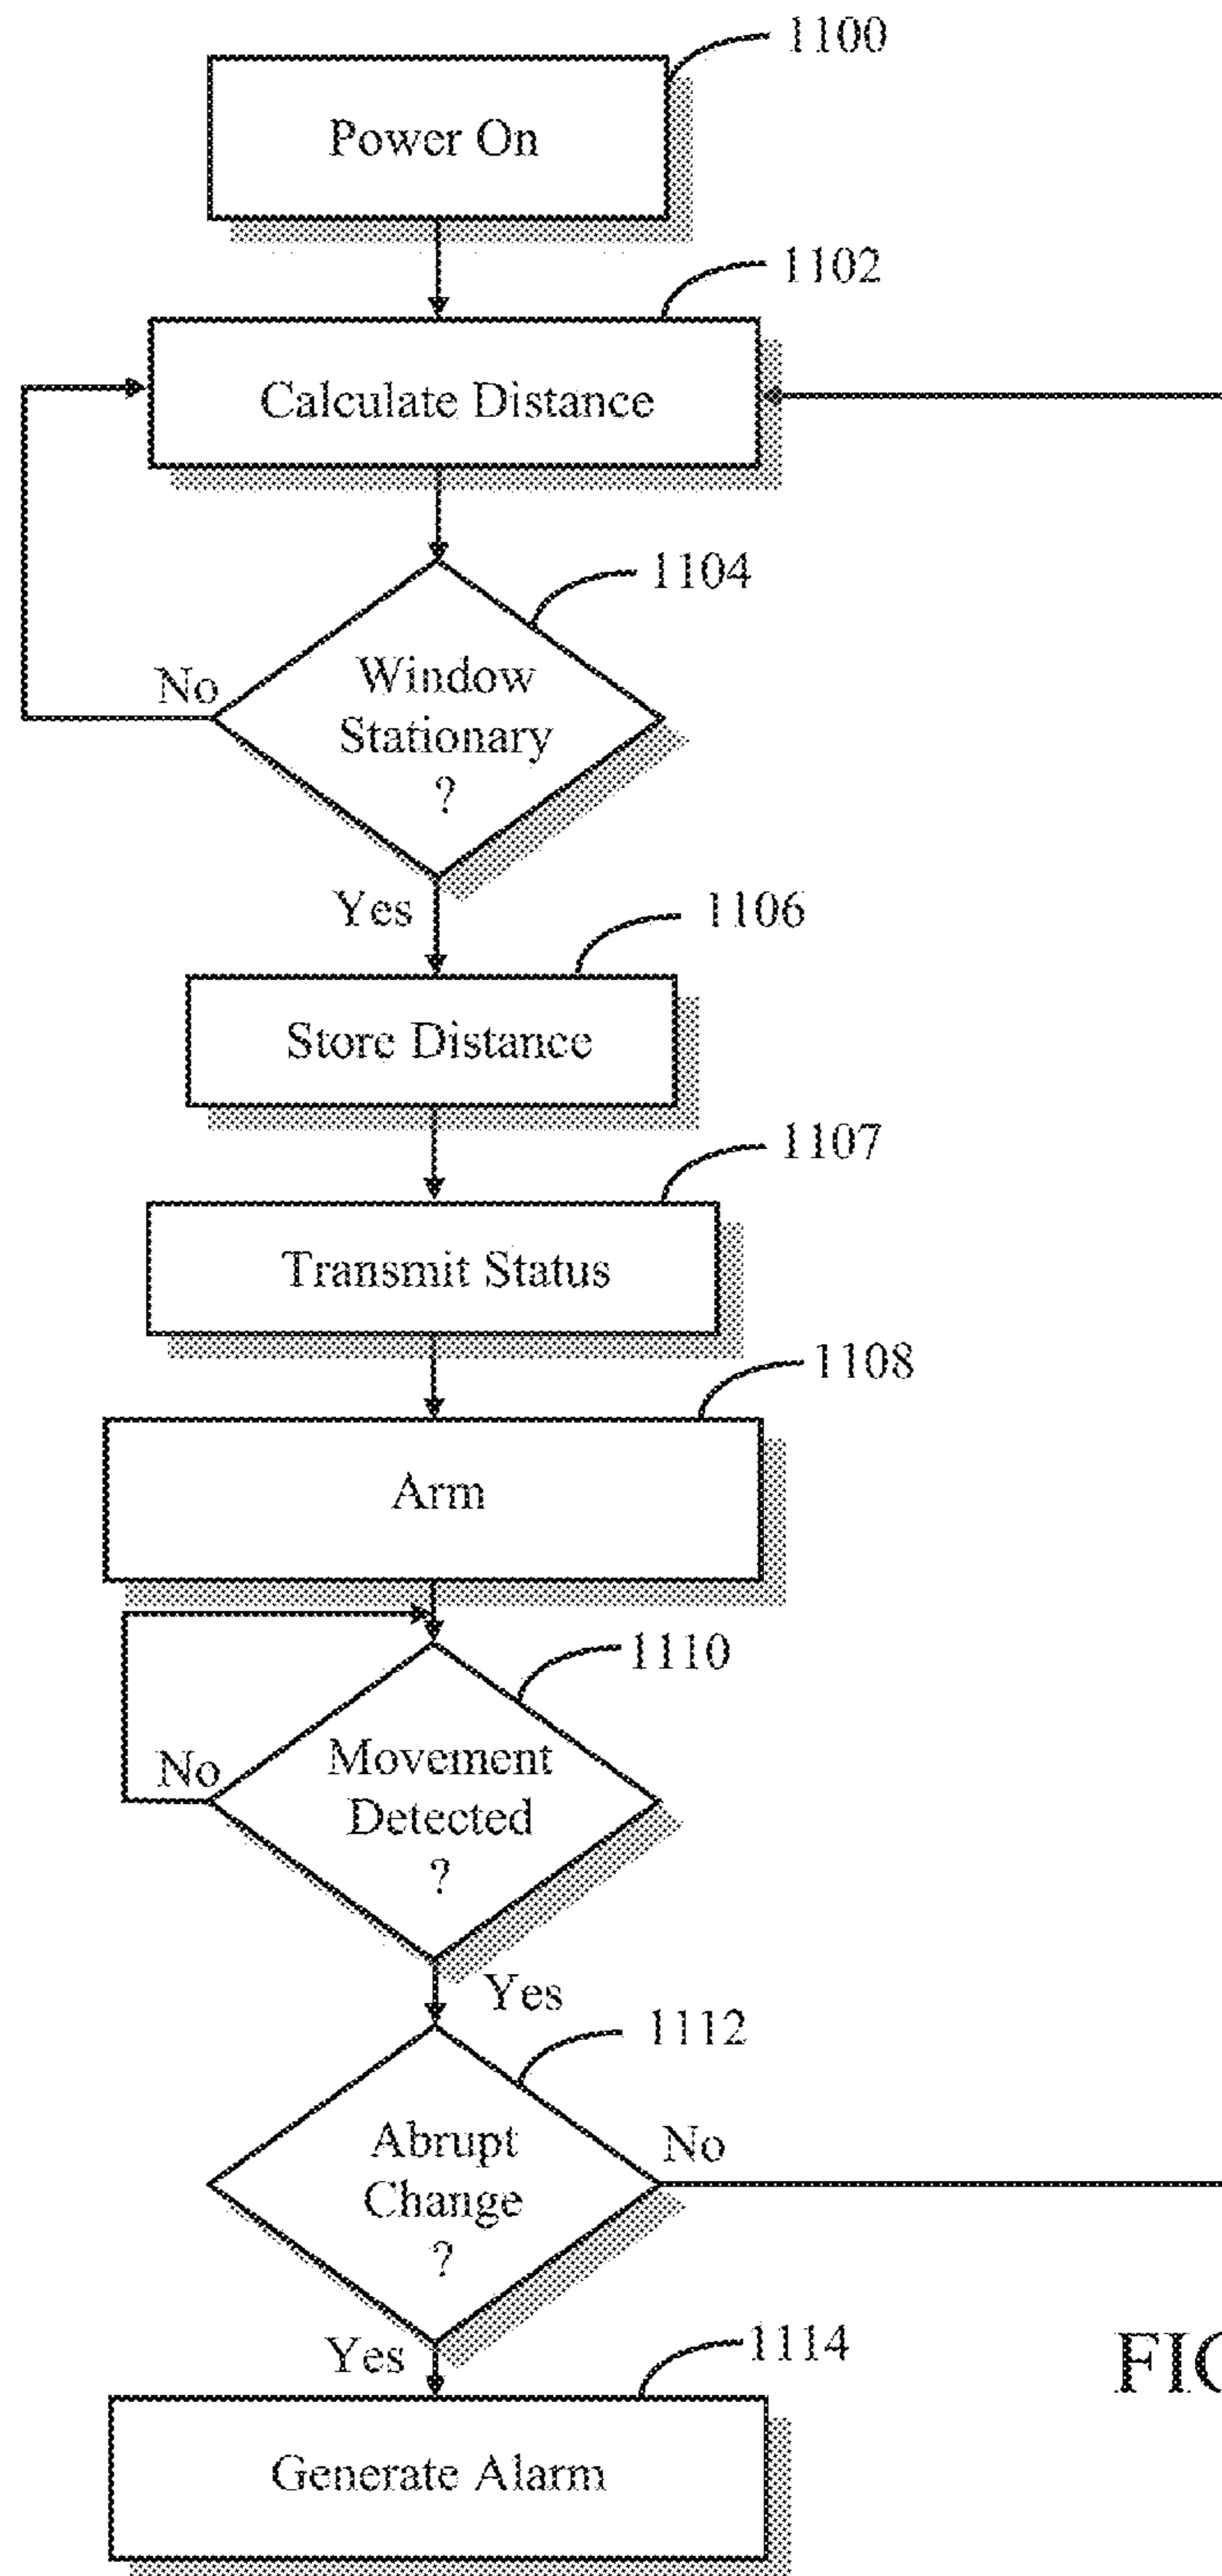 1100
Power On
1102
Calculate Distance
1104
Window
Stationary
?
No
Yes
1106
Store Distance
1107
Transmit Status
1108
Arm
1110
Movement
Detected
?
No
Yes
1112
Abrupt
Change
?
No
Yes
1114
Generate Alarm